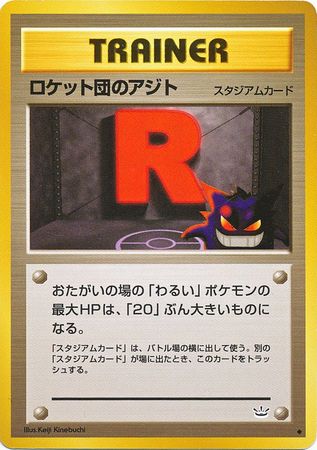 TRAINER
ロケット団のアジト
スタジアムカード
R
おたがいの場の「わるい」ポケモンの
最大HPは、「20」ぶん大きいものに
なる。
「スタジアムカード」は、バトル場の横に出して使う。別の
「スタジアムカード」が場に出たとき、このカードをトラッ
シュする。
Illus.Keiji Kinebuchi